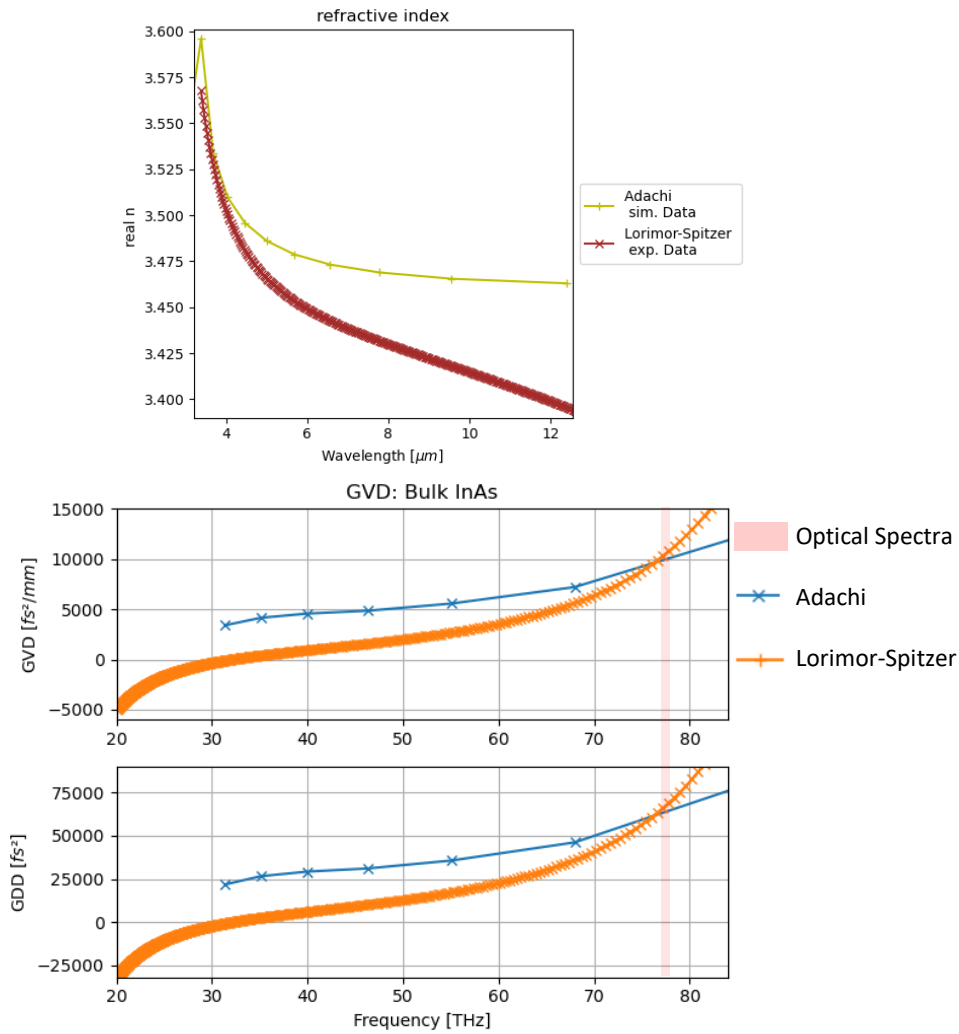 refractive index
3.600
3.575
3.550
3.525
3.500
3.475
3.450
3.425
3.400
real n
4
6
8
10
12
Wavelength [μm]
Adachi
sim. Data
Lorimor-Spitzer
exp. Data
GVD: Bulk InAs
15000
10000
5000
0
−5000
GVD [fs²/mm]
20
30
40
50
60
70
80
Optical Spectra
Adachi
Lorimor-Spitzer
75000
50000
25000
0
−25000
GDD [fs²]
20
30
40
50
60
70
80
Frequency [THz]